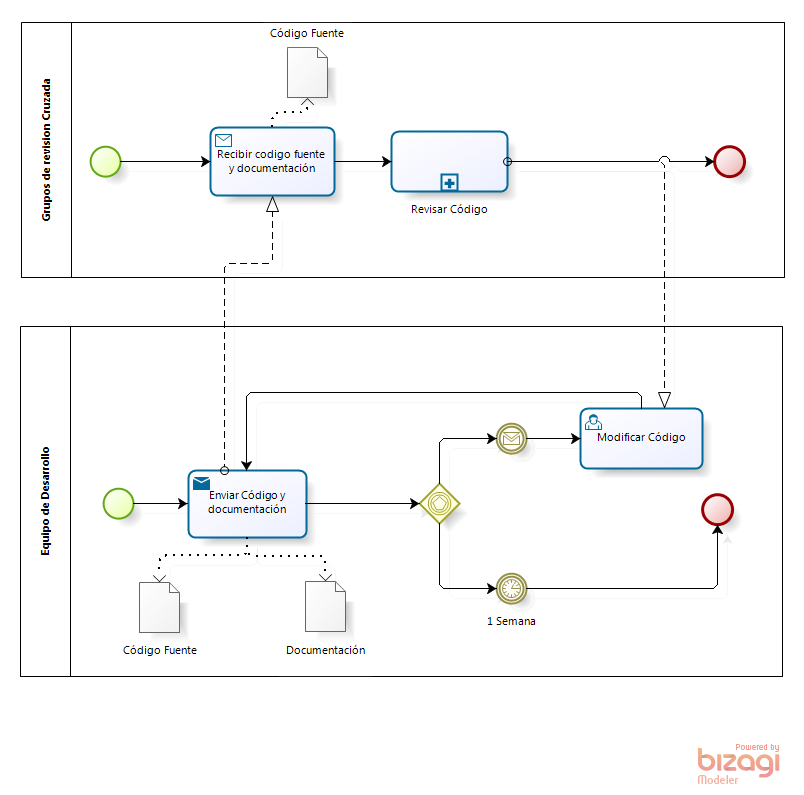 Código Fuente
Grupos de revision Cruzada
Recibir codigo fuente
y documentación
Revisar Código
Equipo de Desarrollo
Modificar Código
Enviar Código y
documentación
1 Semana
Código Fuente
Documentación
Powered by
bizagi
Modeler